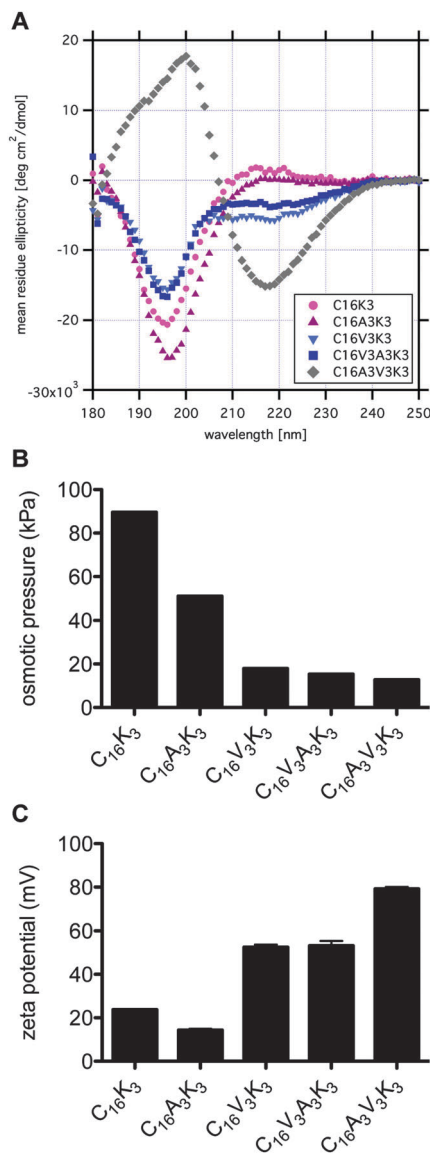 A
20
10
0
-10
-20
-30x10³
mean residue ellipticity [deg cm²/dmol]
C16K3
C16A3K3
C16V3K3
C16V3A3K3
C16A3V3K3
180 190 200 210 220 230 240 250
wavelength [nm]
B
100
80
60
40
20
0
osmotic pressure (kPa)
C₁₆K₃
C₁₆A₃K₃
C₁₆V₃K₃
C₁₆V₃A₃K₃
C₁₆A₃V₃K₃
C
100
80
60
40
20
0
zeta potential (mV)
C₁₆K₃
C₁₆A₃K₃
C₁₆V₃K₃
C₁₆V₃A₃K₃
C₁₆A₃V₃K₃